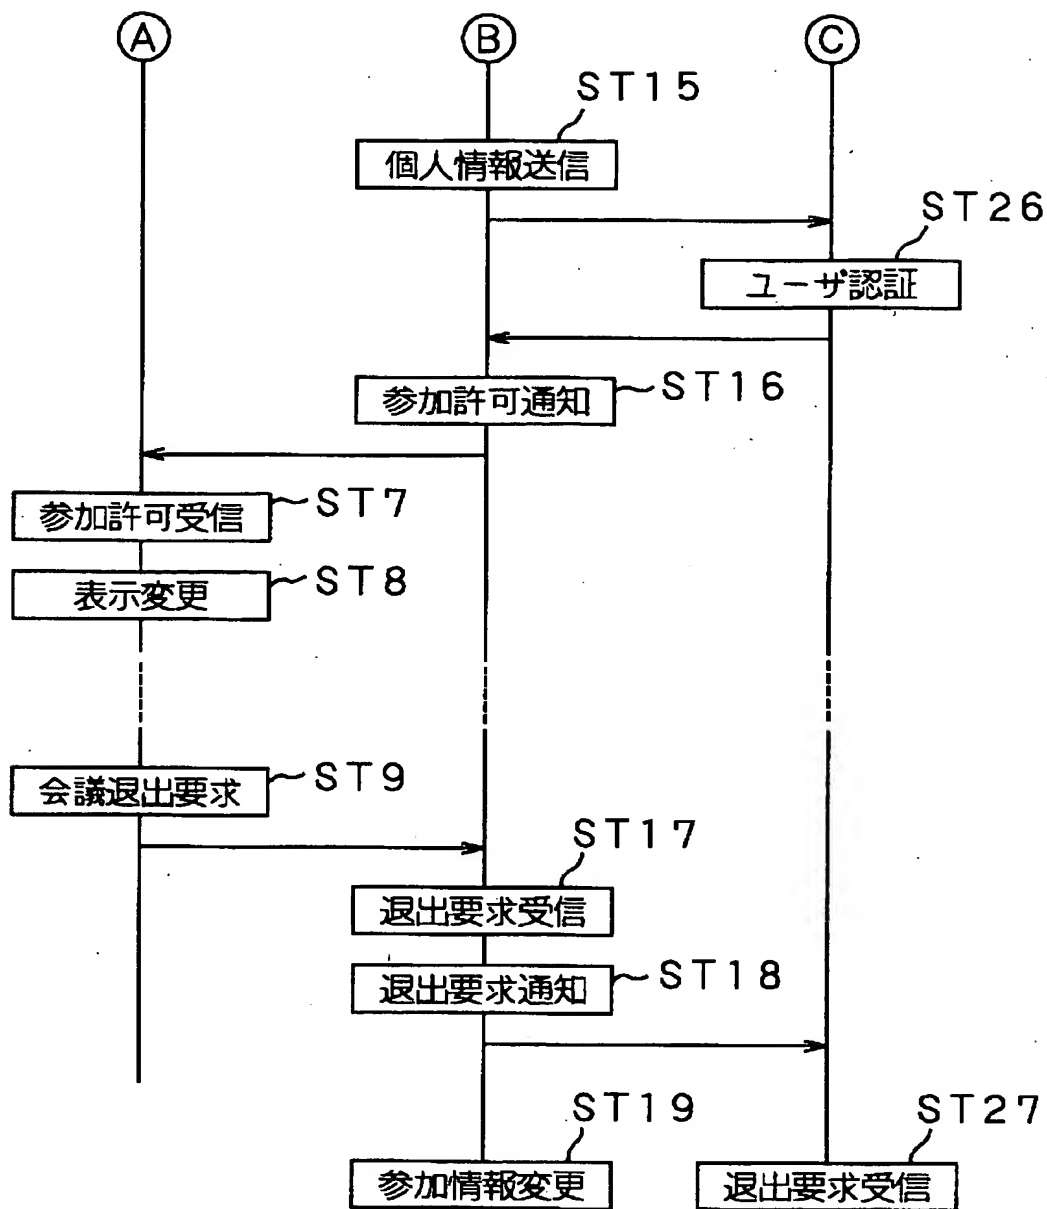 A
B
C
ST15
個人情報送信
ST26
ユーザ認証
ST16
参加許可通知
ST7
参加許可受信
ST8
表示変更
ST9
会議退出要求
ST17
退出要求受信
ST18
退出要求通知
ST19
ST27
参加情報変更
退出要求受信